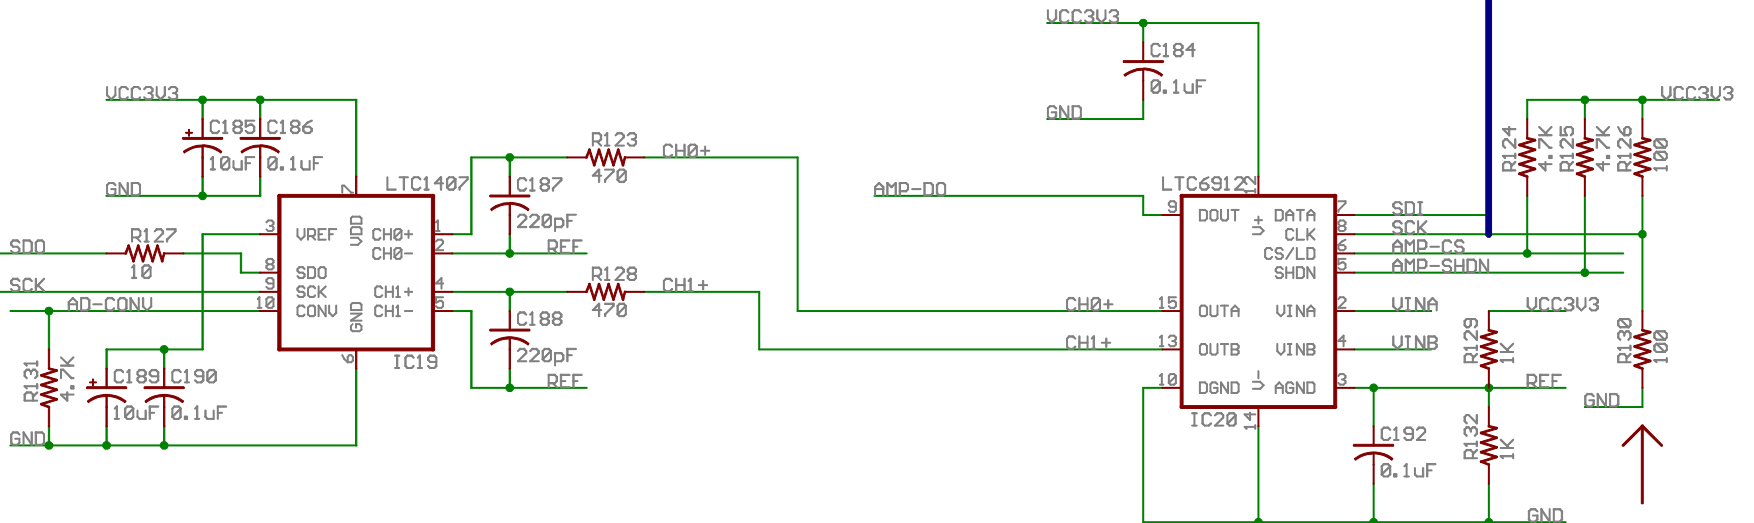 VCC3V3
C184
0.1uF
GND
VCC3V3
C185
10uF
C186
0.1uF
GND
VCC3V3
R124
4.7K
R125
4.7K
R126
100
R123
470
CH0+
C187
220pF
REF
LTC1407
7
3 VREF
VDD
CH0+ 1
CH0- 2
SDO
R127
10
8 SDO
SCK
9 SCK
CH1+ 4
AD-CONV
10 CONV
GND
CH1- 5
6
IC19
R128
470
CH1+
C188
220pF
REF
R131
4.7K
C189
10uF
C190
0.1uF
GND
AMP-DO
LTC6912
12
9 DOUT
V+
DATA 7
SDI
CLK 8
SCK
CS/LD 6
AMP-CS
SHDN 5
AMP-SHDN
CH0+
15 OUTA
VINA 2
VINA
CH1+
13 OUTB
VINB 4
VINB
10 DGND
V-
AGND 3
REF
IC20
14
VCC3V3
R129
1K
R130
100
GND
C192
0.1uF
R132
1K
GND